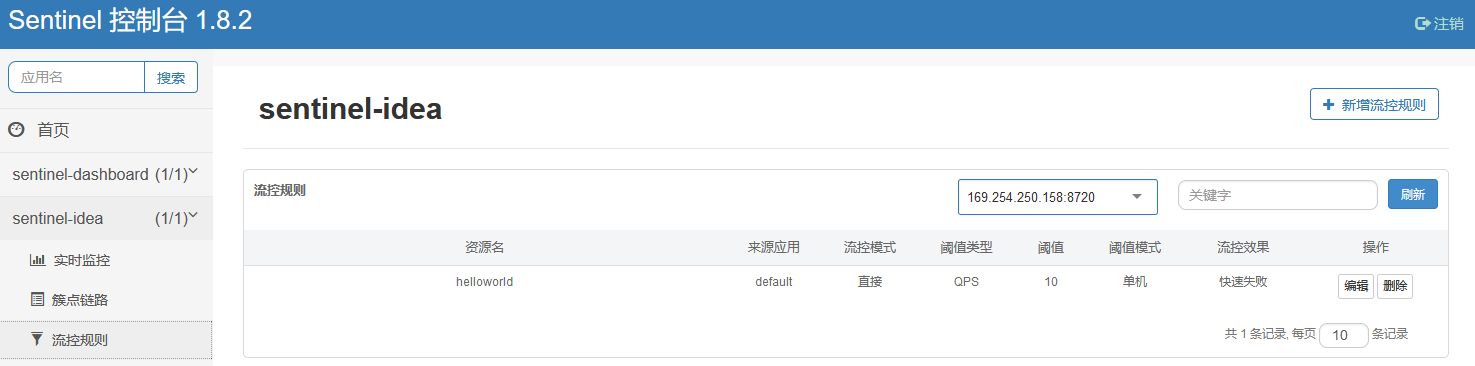 Sentinel 控制台 1.8.2
注销
应用名 搜索
首页
sentinel-dashboard (1/1)
sentinel-idea (1/1)
实时监控
簇点链路
流控规则
sentinel-idea
新增流控规则
流控规则 169.254.250.158:8720 关键字 刷新
资源名 来源应用 流控模式 阈值类型 阈值 阈值模式 流控效果 操作
helloworld default 直接 QPS 10 单机 快速失败 编辑 删除
共 1 条记录, 每页 10 条记录